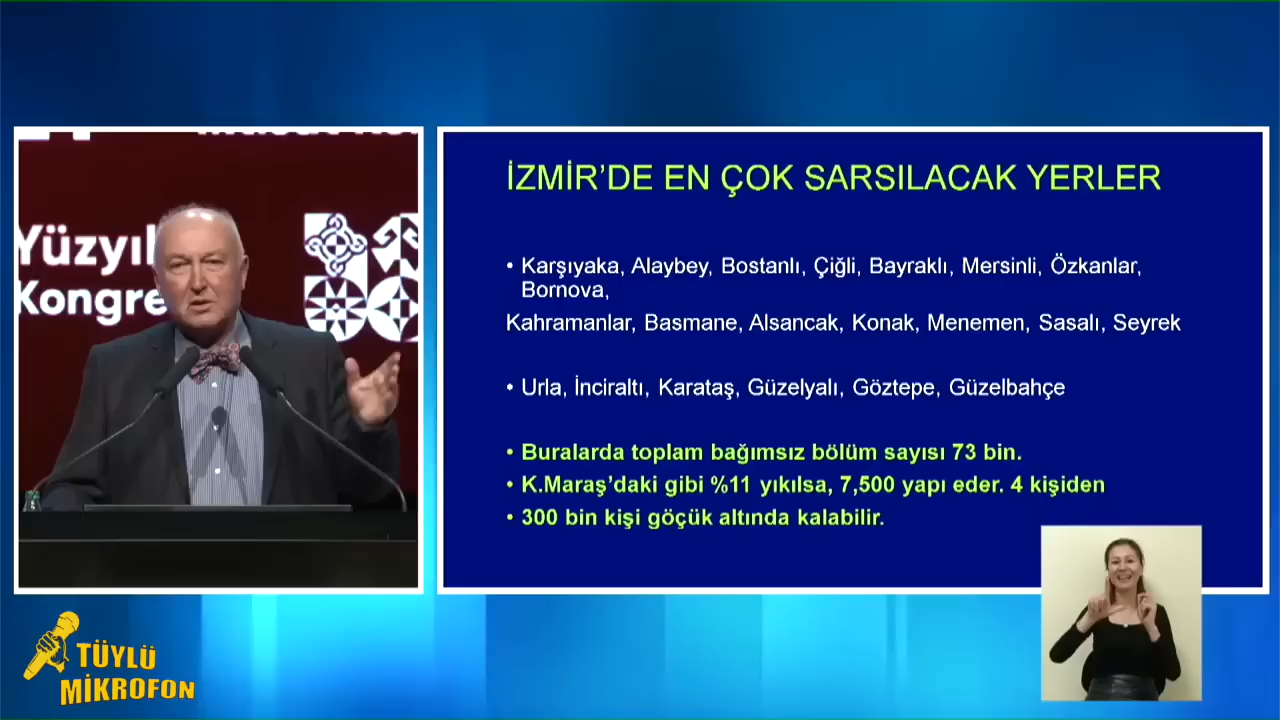 Yüzyıl
Kongre
İZMİR'DE EN ÇOK SARSILACAK YERLER
• Karşıyaka, Alaybey, Bostanlı, Çiğli, Bayraklı, Mersinli, Özkanlar,
Bornova,
Kahramanlar, Basmane, Alsancak, Konak, Menemen, Sasalı, Seyrek
• Urla, İnciraltı, Karataş, Güzelyalı, Göztepe, Güzelbahçe
• Buralarda toplam bağımsız bölüm sayısı 73 bin.
• K.Maraş'daki gibi %11 yıkılsa, 7,500 yapı eder. 4 kişiden
• 300 bin kişi göçük altında kalabilir.
TÜYLÜ
MİKROFON